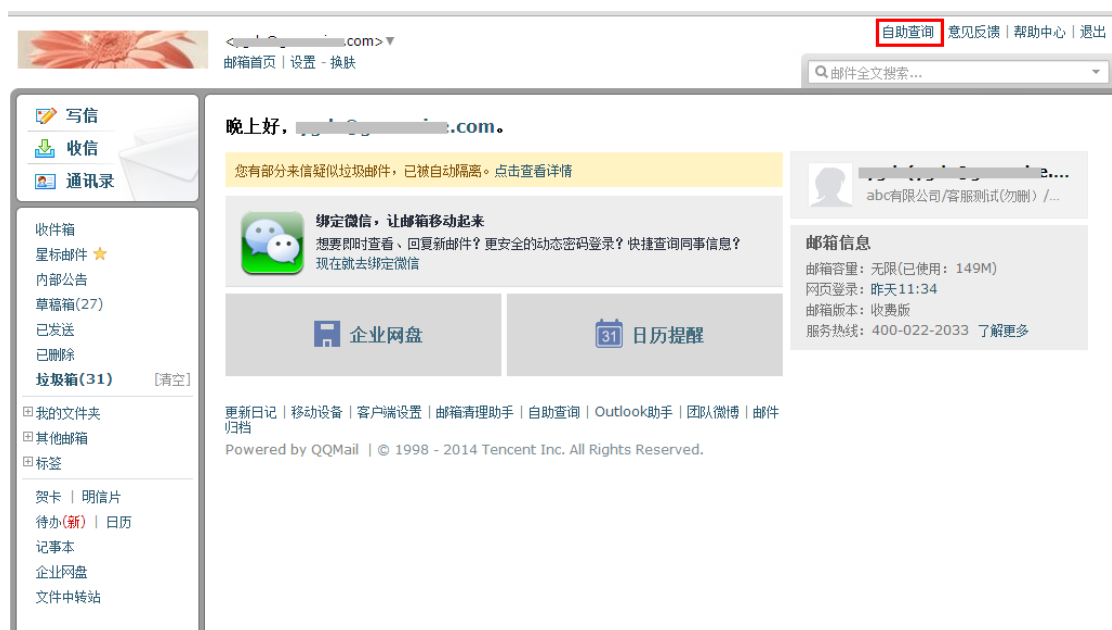 自助查询 意见反馈 | 帮助中心 | 退出
.com>▼
邮箱首页 | 设置 - 换肤
邮件全文搜索...
写信
收信
通讯录
收件箱
星标邮件
内部公告
草稿箱(27)
已发送
已删除
垃圾箱(31) [清空]
我的文件夹
其他邮箱
标签
贺卡 | 明信片
待办(新) | 日历
记事本
企业网盘
文件中转站
晚上好， .com。
您有部分来信疑似垃圾邮件，已被自动隔离。点击查看详情
绑定微信，让邮箱移动起来
想要即时查看、回复新邮件？更安全的动态密码登录？快捷查询同事信息？
现在就去绑定微信
企业网盘
31 日历提醒
更新日记 | 移动设备 | 客户端设置 | 邮箱清理助手 | 自助查询 | Outlook助手 | 团队微博 | 邮件
归档
Powered by QQMail | © 1998 - 2014 Tencent Inc. All Rights Reserved.
abc有限公司/客服测试(勿删）/...
邮箱信息
邮箱容量：无限(已使用：149M)
网页登录：昨天11:34
邮箱版本：收费版
服务热线：400-022-2033 了解更多